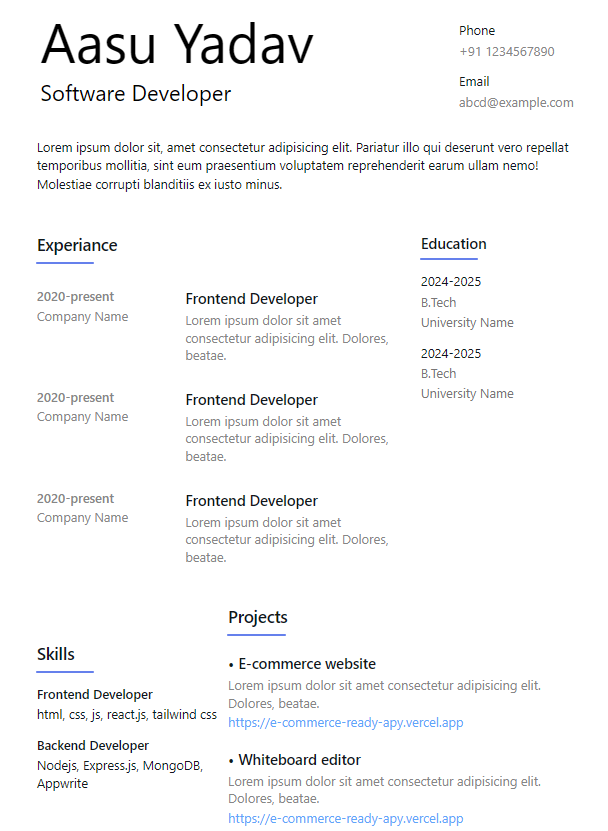 Aasu Yadav
Software Developer
Phone
+91 1234567890
Email
abcd@example.com
Lorem ipsum dolor sit, amet consectetur adipisicing elit. Pariatur illo qui deserunt vero repellat
temporibus mollitia, sint eum praesentium voluptatem reprehenderit earum ullam nemo!
Molestiae corrupti blanditiis ex iusto minus.
Experiance
2020-present
Company Name
Frontend Developer
Lorem ipsum dolor sit amet
consectetur adipisicing elit. Dolores,
beatae.
2020-present
Company Name
Frontend Developer
Lorem ipsum dolor sit amet
consectetur adipisicing elit. Dolores,
beatae.
2020-present
Company Name
Frontend Developer
Lorem ipsum dolor sit amet
consectetur adipisicing elit. Dolores,
beatae.
Education
2024-2025
B.Tech
University Name
2024-2025
B.Tech
University Name
Skills
Frontend Developer
html, css, js, react.js, tailwind css
Backend Developer
Nodejs, Express.js, MongoDB,
Appwrite
Projects
• E-commerce website
Lorem ipsum dolor sit amet consectetur adipisicing elit.
Dolores, beatae.
https://e-commerce-ready-apy.vercel.app
• Whiteboard editor
Lorem ipsum dolor sit amet consectetur adipisicing elit.
Dolores, beatae.
https://e-commerce-ready-apy.vercel.app